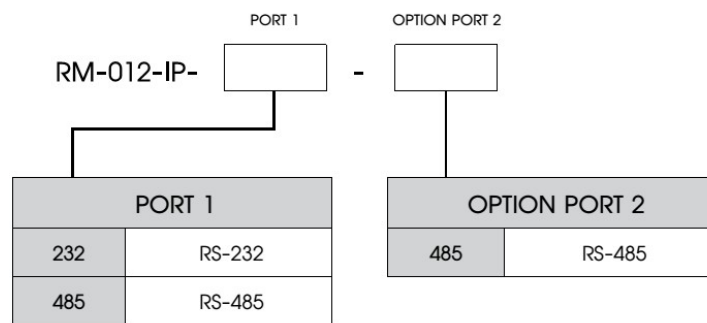 PORT 1 OPTION PORT 2
RM-012-IP- -
PORT 1
232 RS-232
485 RS-485
OPTION PORT 2
485 RS-485